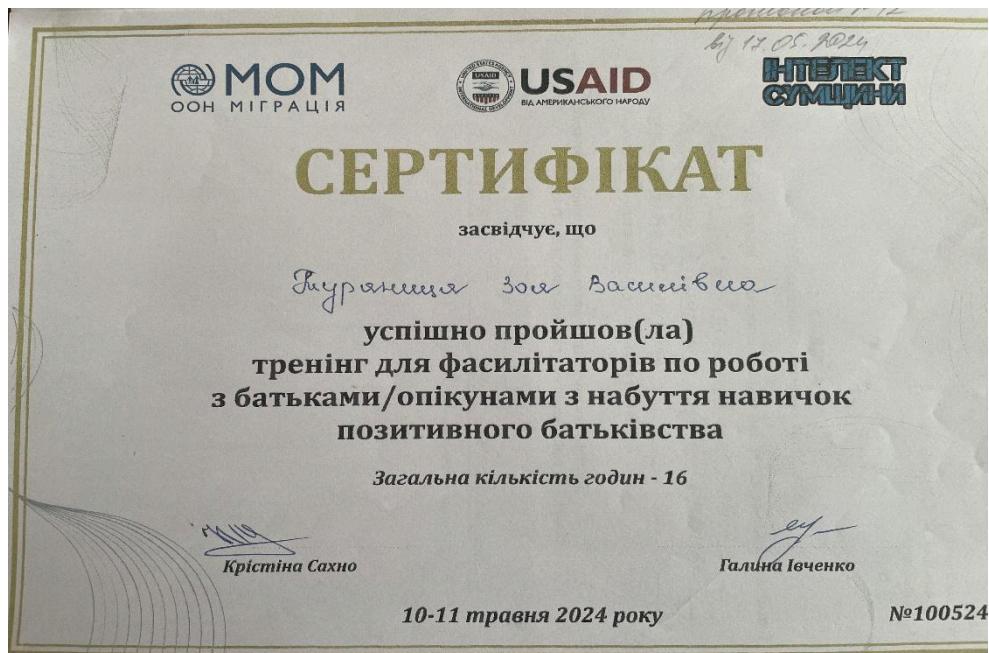 від 17.05.2024
МОМ
ООН МІГРАЦІЯ
USAID
ВІД АМЕРИКАНСЬКОГО НАРОДУ
ІНТЕЛЕКТ
СУМЩИНИ
СЕРТИФІКАТ
засвідчує, що
Туряниця Зоя Василівна
успішно пройшов(ла)
тренінг для фасилітаторів по роботі
з батьками/опікунами з набуття навичок
позитивного батьківства
Загальна кількість годин - 16
Крістіна Сахно
Галина Івченко
10-11 травня 2024 року
№100524